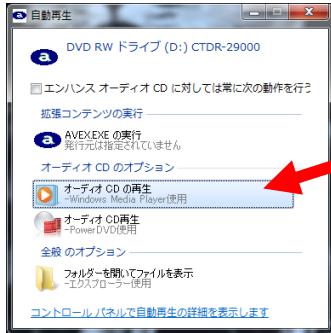 自動再生
DVD RW ドライブ (D:) CTDR-29000
エンハンス オーディオ CD に対しては常に次の動作を行う
拡張コンテンツの実行
AVEX.EXE の実行
発行元は指定されていません
オーディオ CD のオプション
オーディオ CD の再生
-Windows Media Player使用
オーディオ CD再生
-PowerDVD使用
全般 のオプション
フォルダーを開いてファイルを表示
-エクスプローラー使用
コントロール パネルで自動再生の詳細を表示します